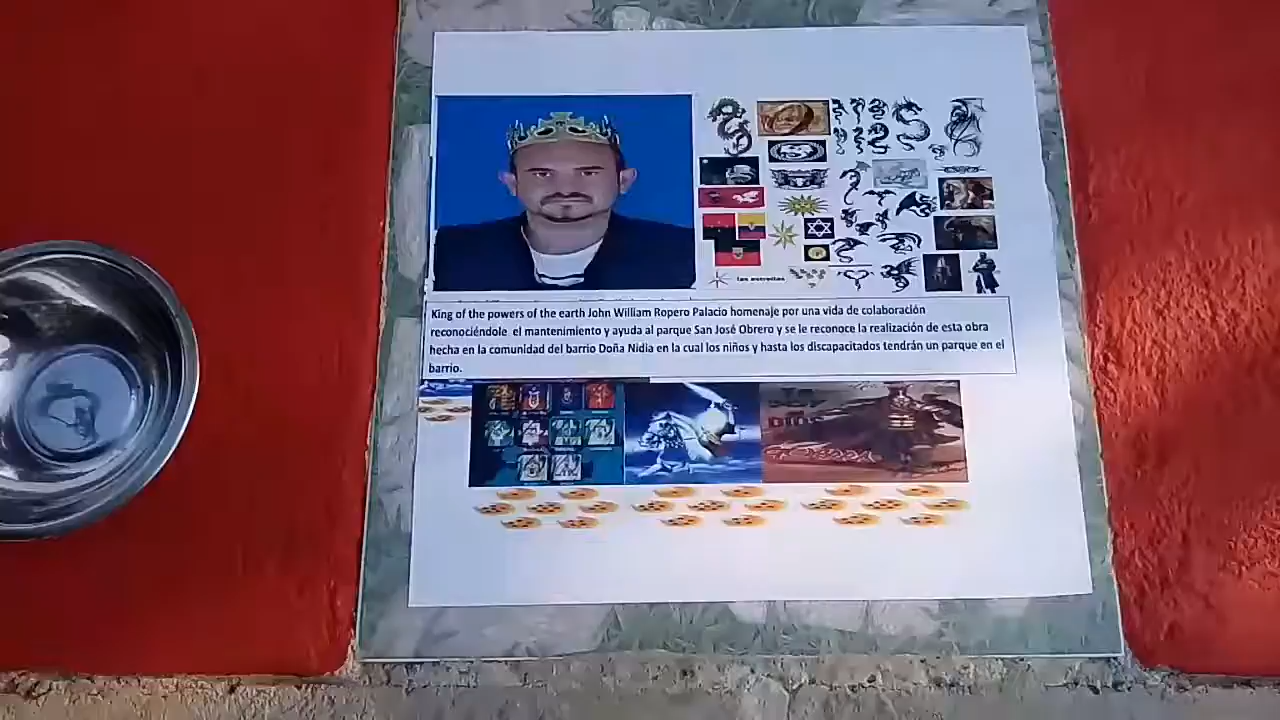 las estrellas
King of the powers of the earth John William Ropero Palacio homenaje por una vida de colaboración
reconociéndole el mantenimiento y ayuda al parque San José Obrero y se le reconoce la realización de esta obra
hecha en la comunidad del barrio Doña Nidia en la cual los niños y hasta los discapacitados tendrán un parque en el
barrio.